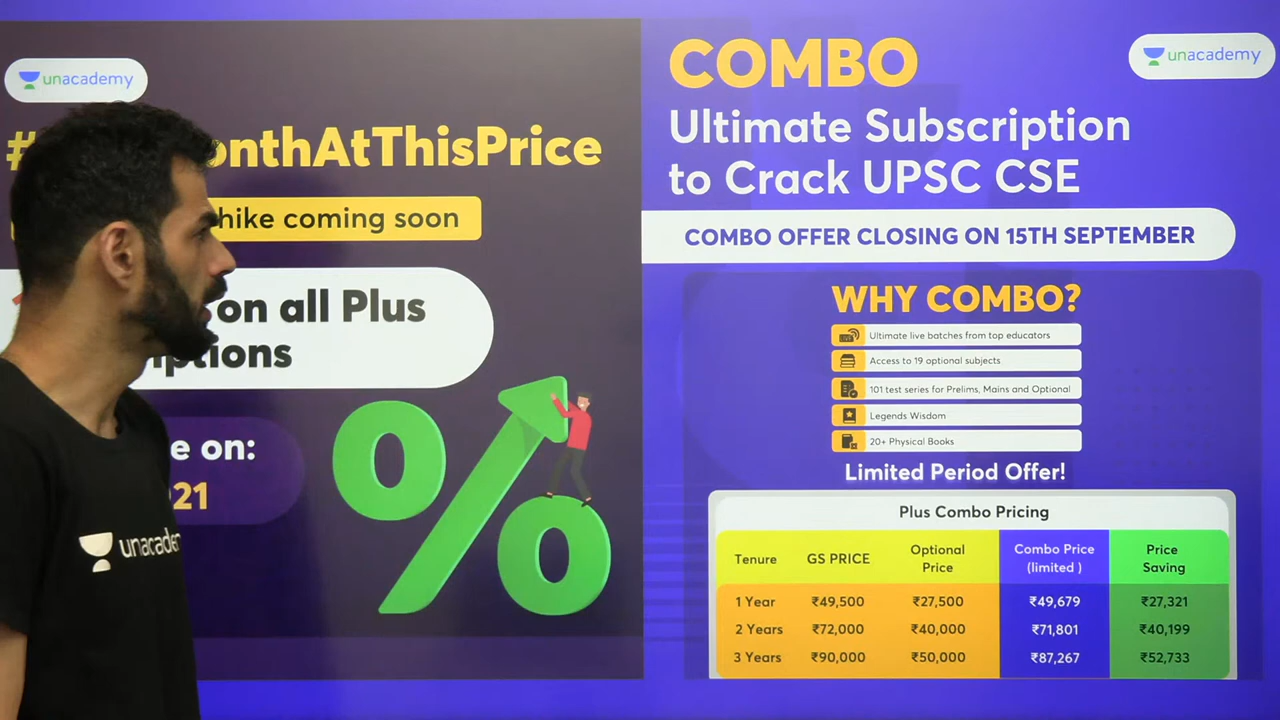 unacademy
onthAtThisPrice
hike coming soon
on all Plus
e on:
21
unacadem
COMBO
unacademy
Ultimate Subscription
to Crack UPSC CSE
COMBO OFFER CLOSING ON 15TH SEPTEMBER
WHY COMBO?
Ultimate live batches from top educators
Access to 19 optional subjects
101 test series for Prelims, Mains and Optional
Legends Wisdom
20+ Physical Books
Limited Period Offer!
Plus Combo Pricing
Tenure GS PRICE Optional Price Combo Price (limited ) Price Saving
1 Year ₹49,500 ₹27,500 ₹49,679 ₹27,321
2 Years ₹72,000 ₹40,000 ₹71,801 ₹40,199
3 Years ₹90,000 ₹50,000 ₹87,267 ₹52,733